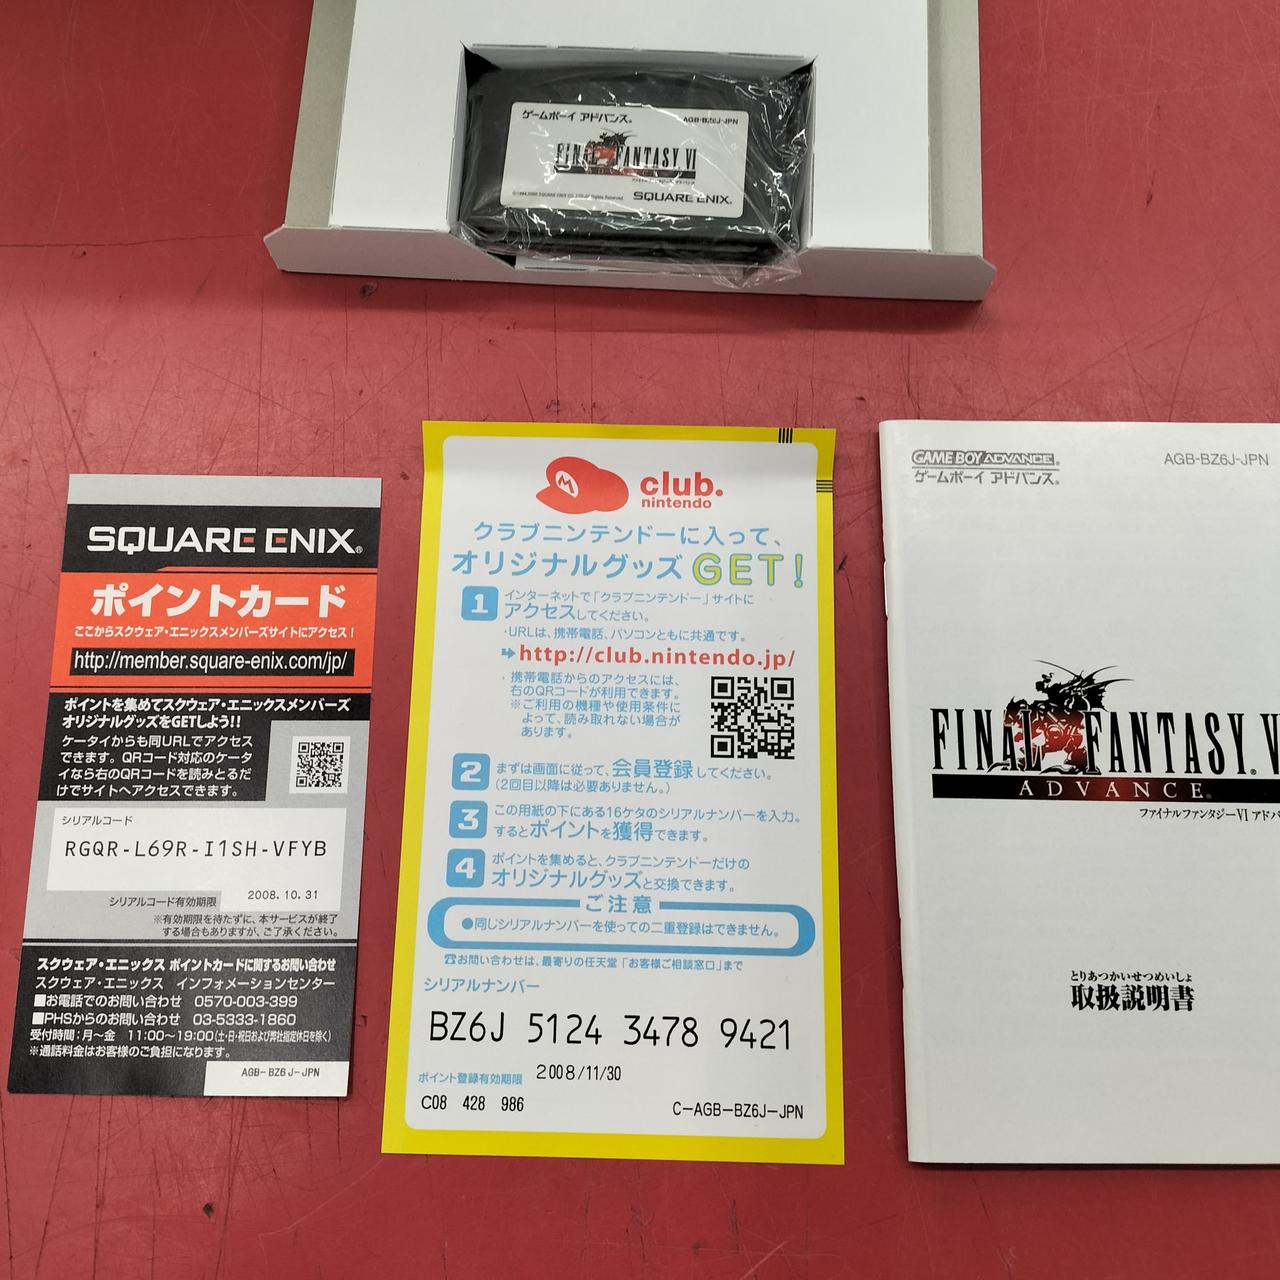 ゲームボーイ アドバンス®
AGB-BZ6J-JPN
FINAL FANTASY VI
ADVANCE
SQUARE ENIX.
SQUARE ENIX®
ポイントカード
ここからスクウェア・エニックスメンバーズサイトにアクセス!
http://member.square-enix.com/jp/
ポイントを集めてスクウェア・エニックスメンバーズ
オリジナルグッズをGETしよう!!
ケータイからも同URLでアクセス
できます。QRコード対応のケータ
イなら右のQRコードを読みとるだ
けでサイトへアクセスできます。
シリアルコード
RGQR-L69R-I1SH-VFYB
シリアルコード有効期限 2008.10.31
※有効期限を待たずに、本サービスが終了
する場合もありますが、ご了承ください。
スクウェア・エニックス ポイントカードに関するお問い合わせ
スクウェア・エニックス インフォメーションセンター
■お電話でのお問い合わせ 0570-003-399
■PHSからのお問い合わせ 03-5333-1860
受付時間:月〜金 11:00〜19:00(土・日・祝日および弊社指定休日を除く)
※通話料金はお客様のご負担になります。
AGB-BZ6J-JPN
club.
nintendo
クラブニンテンドーに入って、
オリジナルグッズGET!
1 インターネットで「クラブニンテンドー」サイトに
アクセスしてください。
・URLは、携帯電話、パソコンともに共通です。
http://club.nintendo.jp/
・携帯電話からのアクセスには、
右のQRコードが利用できます。
※ご利用の機種や使用条件に
よって、読み取れない場合が
あります。
2 まずは画面に従って、会員登録してください。
(2回目以降は必要ありません。)
3 この用紙の下にある16ケタのシリアルナンバーを入力。
するとポイントを獲得できます。
4 ポイントを集めると、クラブニンテンドーだけの
オリジナルグッズと交換できます。
ご注意
●同じシリアルナンバーを使っての二重登録はできません。
☎お問い合わせは、最寄りの任天堂「お客様ご相談窓口」まで
シリアルナンバー
BZ6J 5124 3478 9421
ポイント登録有効期限 2008/11/30
C08 428 986
C-AGB-BZ6J-JPN
GAME BOY ADVANCE
ゲームボーイ アドバンス®
AGB-BZ6J-JPN
FINAL FANTASY® V
ADVANCE®
ファイナルファンタジーVI アドバ
とりあつかいせつめいしょ
取扱説明書